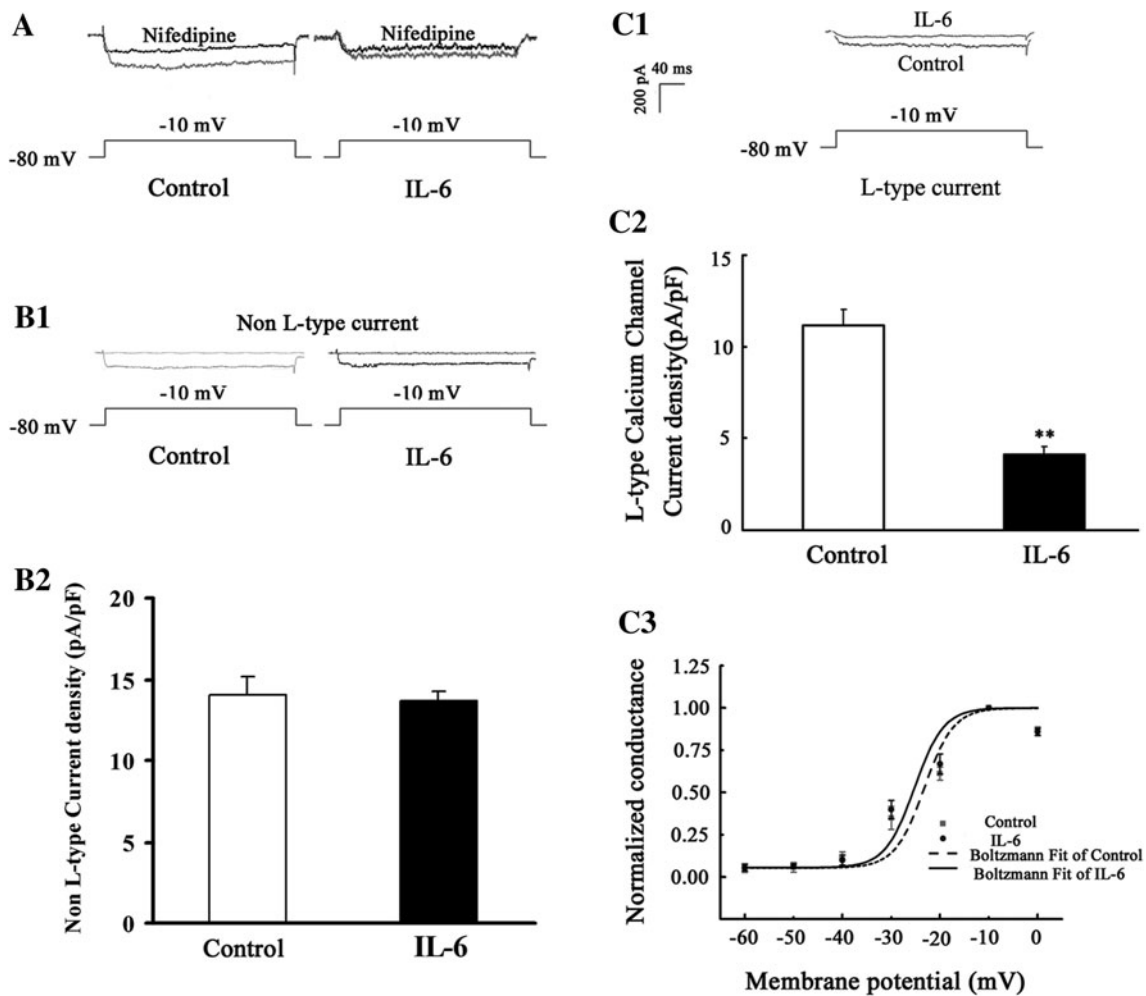 A
Nifedipine
Nifedipine
-10 mV
-10 mV
-80 mV
Control
IL-6
B1
Non L-type current
-10 mV
-10 mV
-80 mV
Control
IL-6
B2
Non L-type Current density (pA/pF)
20
15
10
5
0
Control
IL-6
C1
IL-6
Control
40 ms
200 pA
-10 mV
-80 mV
L-type current
C2
L-type Calcium Channel
Current density(pA/pF)
15
10
5
0
**
Control
IL-6
C3
Normalized conductance
1.25
1.00
0.75
0.50
0.25
0.00
Control
IL-6
Boltzmann Fit of Control
Boltzmann Fit of IL-6
-60
-50
-40
-30
-20
-10
0
Membrane potential (mV)